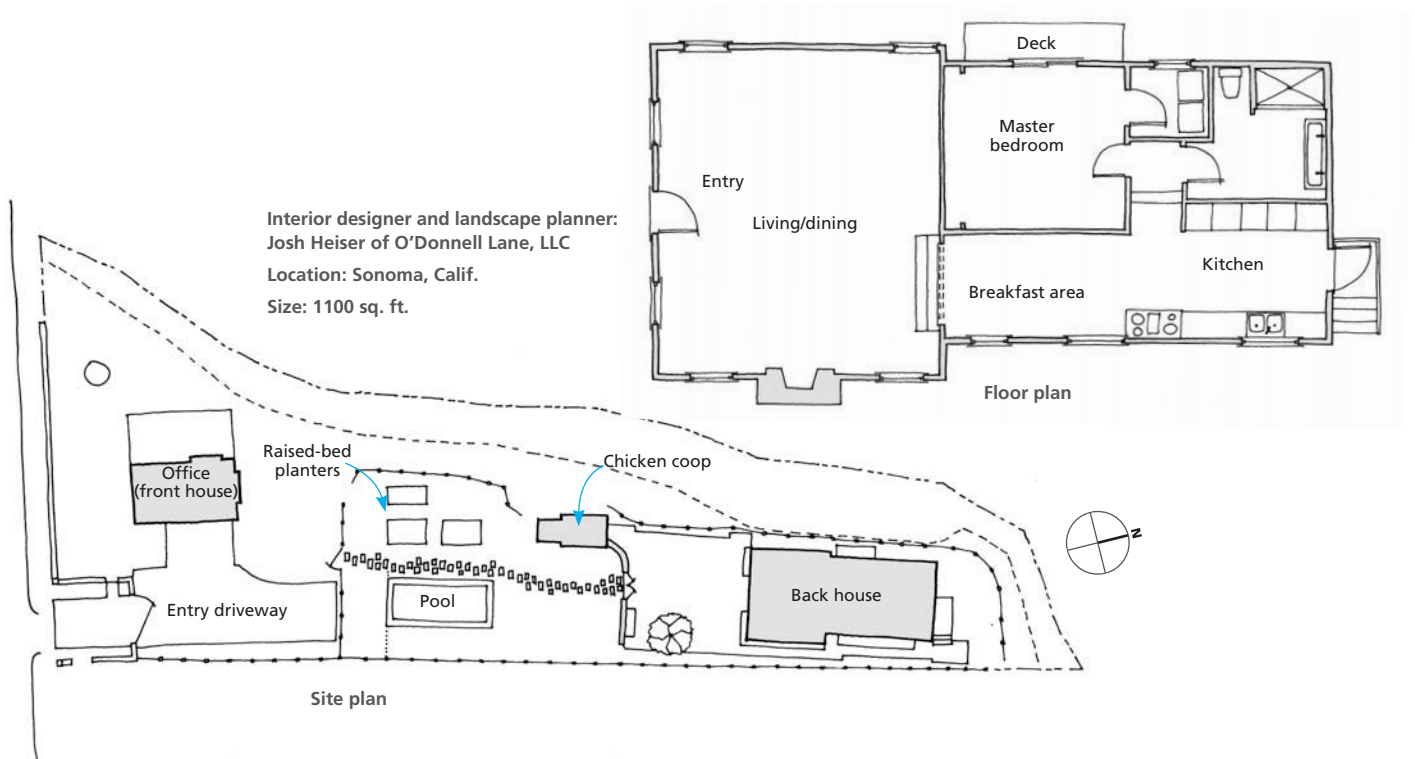 Deck
Master
bedroom
Entry
Living/dining
Kitchen
Breakfast area
Floor plan
Interior designer and landscape planner:
Josh Heiser of O’Donnell Lane, LLC
Location: Sonoma, Calif.
Size: 1100 sq. ft.
Office
(front house)
Raised-bed
planters
Chicken coop
N
Entry driveway
Pool
Back house
Site plan